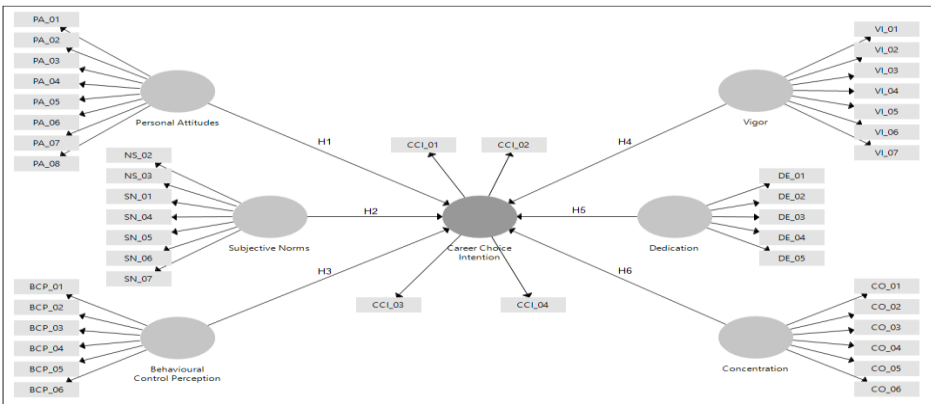 PA_01
PA_02
PA_03
PA_04
PA_05
PA_06
PA_07
PA_08
Personal Attitudes
NS_02
NS_03
SN_01
SN_04
SN_05
SN_06
SN_07
Subjective Norms
BCP_01
BCP_02
BCP_03
BCP_04
BCP_05
BCP_06
Behavioural
Control Perception
H1
H2
H3
CCI_01
CCI_02
Career Choice
Intention
CCI_03
CCI_04
H4
H5
H6
Vigor
VI_01
VI_02
VI_03
VI_04
VI_05
VI_06
VI_07
Dedication
DE_01
DE_02
DE_03
DE_04
DE_05
Concentration
CO_01
CO_02
CO_03
CO_04
CO_05
CO_06